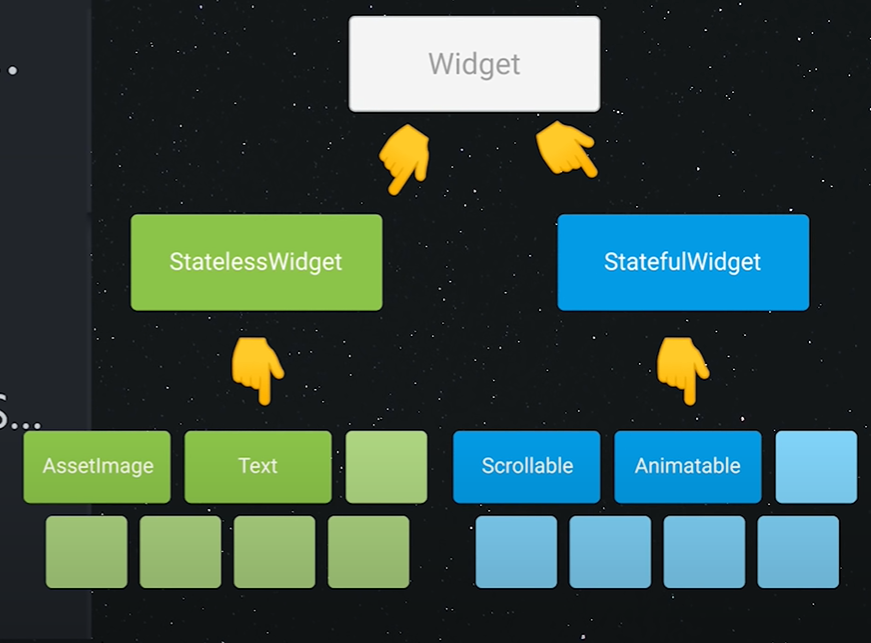 ..
Widget
StatelessWidget
StatefulWidget
s...
AssetImage
Text
Scrollable
Animatable